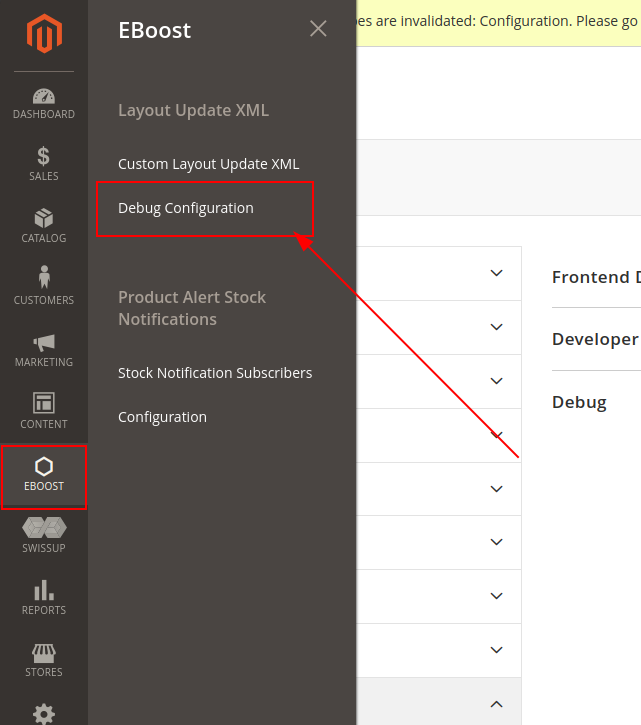 EBoost
es are invalidated: Configuration. Please go
Layout Update XML
Custom Layout Update XML
Debug Configuration
Product Alert Stock
Notifications
Stock Notification Subscribers
Configuration
DASHBOARD
SALES
CATALOG
CUSTOMERS
MARKETING
CONTENT
EBOOST
SWISSUP
REPORTS
STORES
Frontend D
Developer
Debug